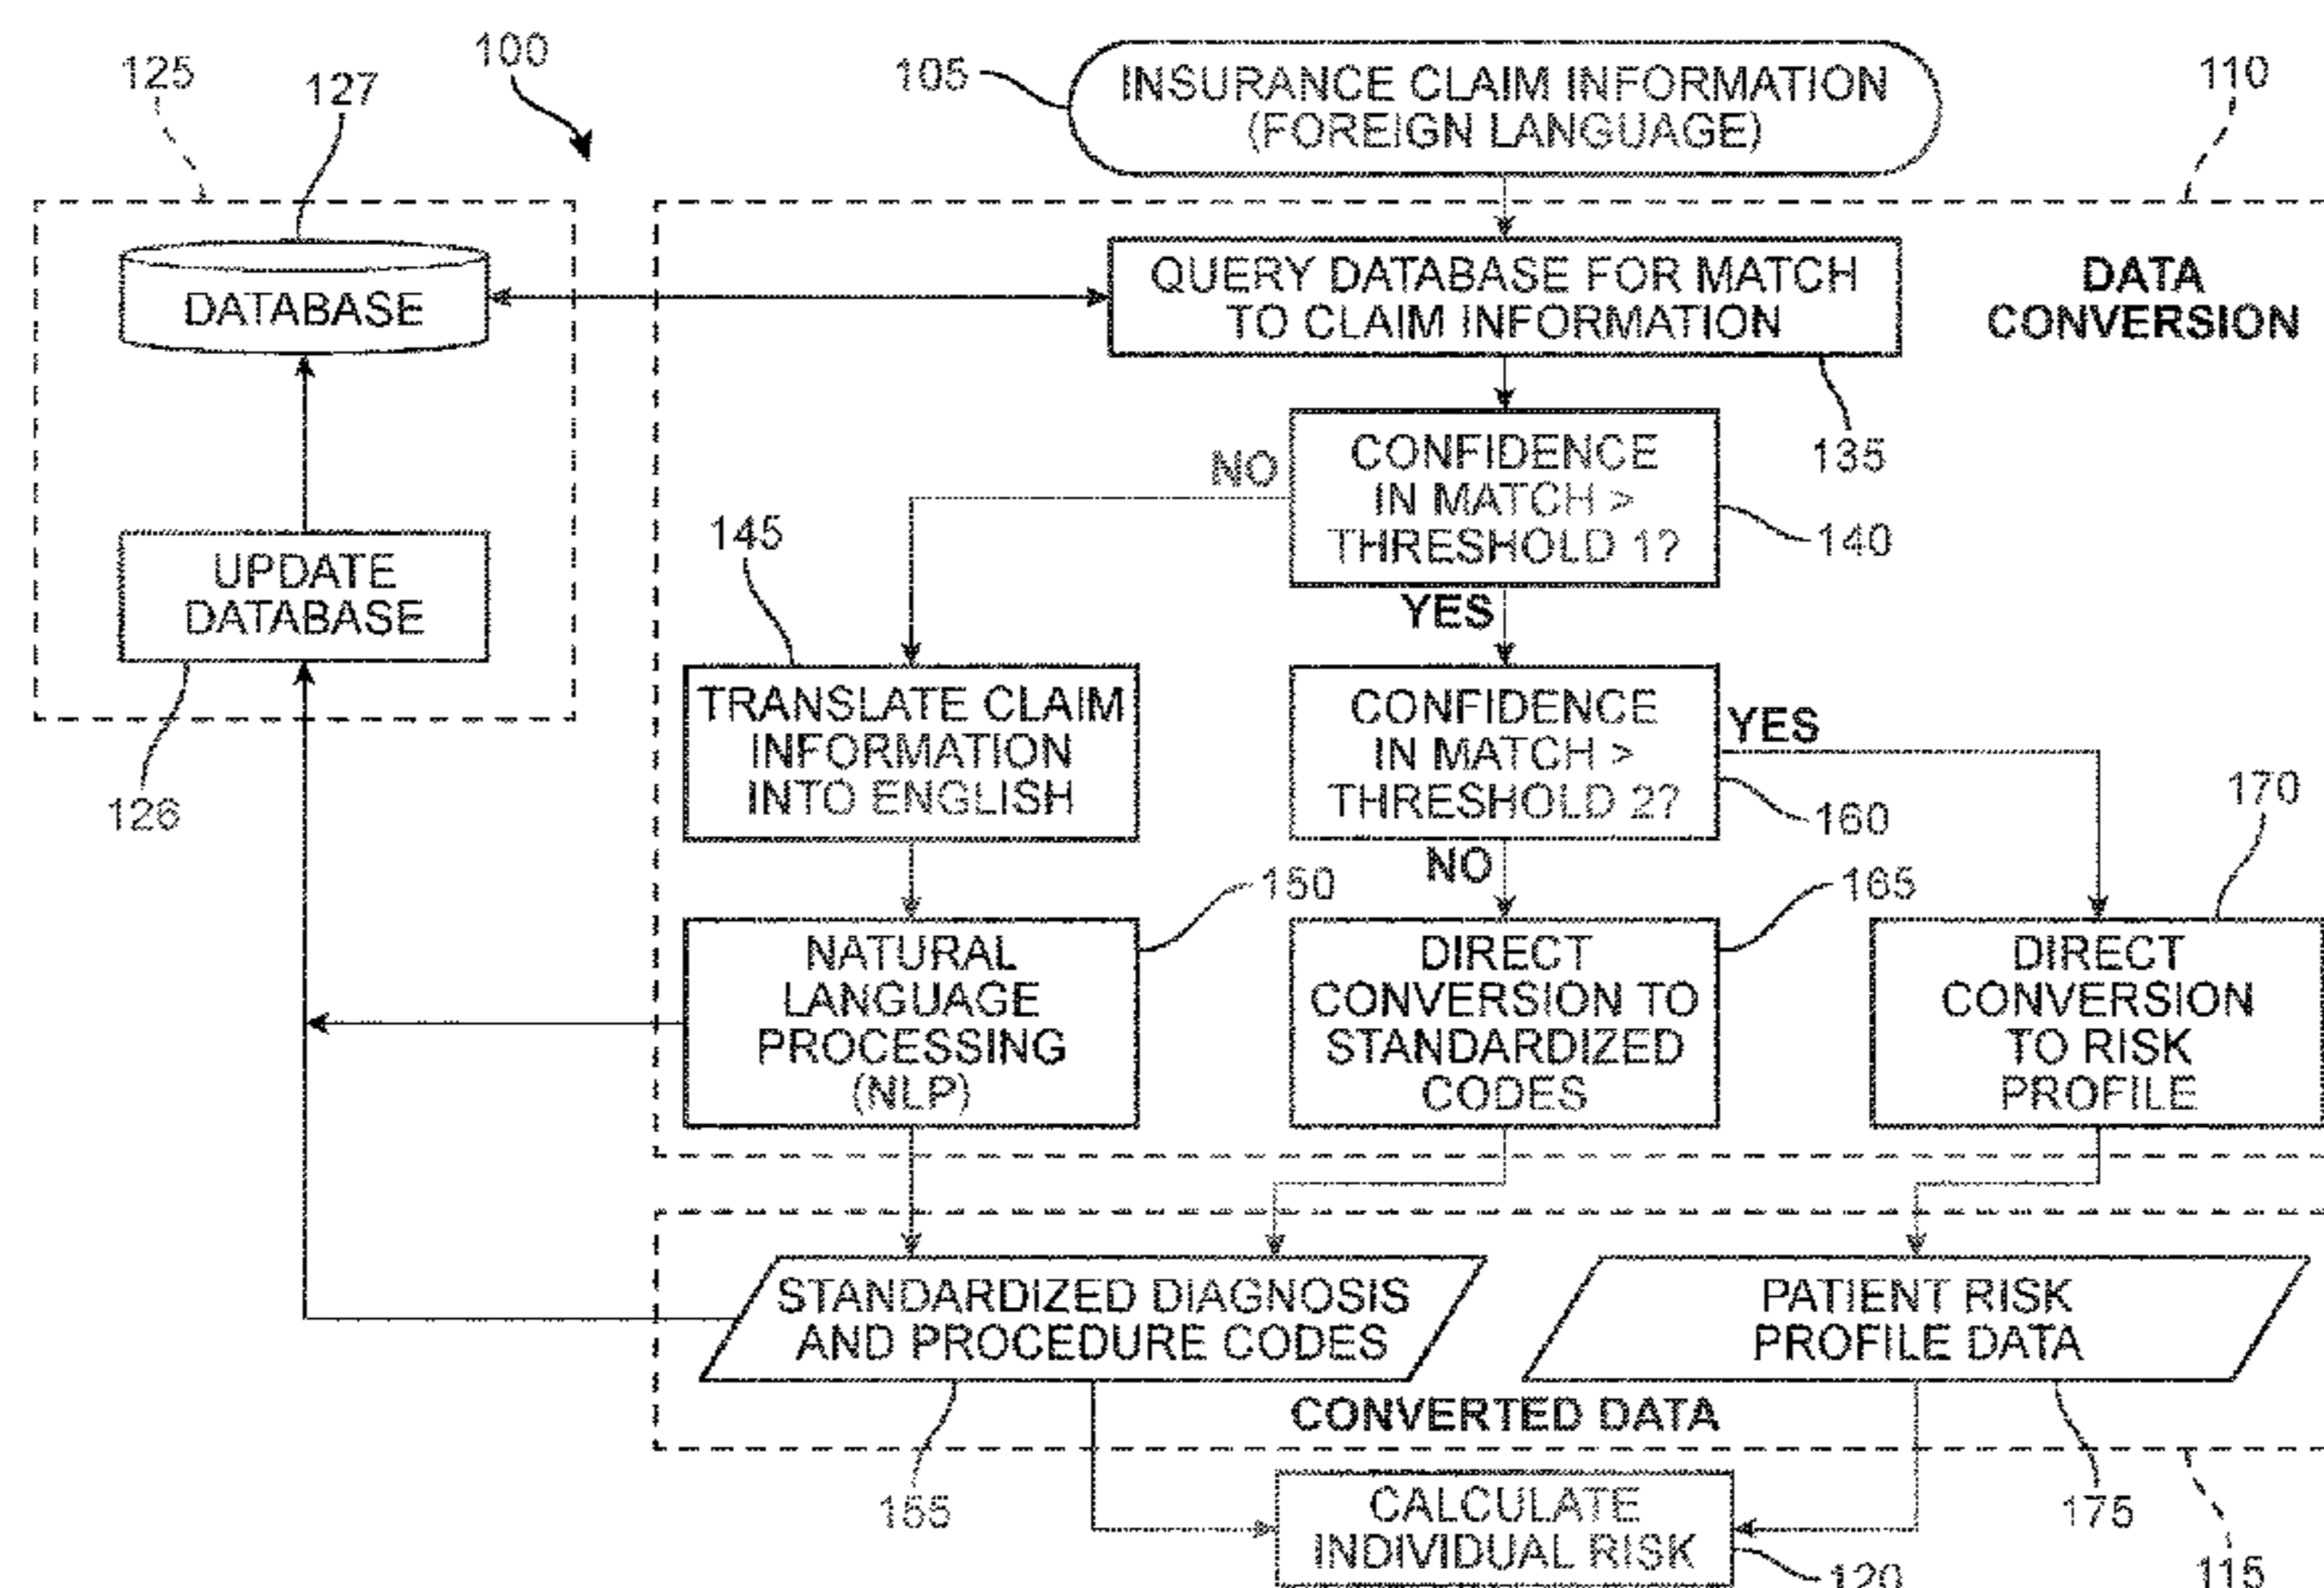 100
125
127
105
INSURANCE CLAIM INFORMATION
(FOREIGN LANGUAGE)
110
DATABASE
QUERY DATABASE FOR MATCH
TO CLAIM INFORMATION
DATA
CONVERSION
135
NO
CONFIDENCE
IN MATCH >
THRESHOLD 1?
140
YES
UPDATE
DATABASE
126
145
TRANSLATE CLAIM
INFORMATION
INTO ENGLISH
CONFIDENCE
IN MATCH >
THRESHOLD 2?
YES
160
NO
170
150
165
NATURAL
LANGUAGE
PROCESSING
(NLP)
DIRECT
CONVERSION TO
STANDARDIZED
CODES
DIRECT
CONVERSION
TO RISK
PROFILE
STANDARDIZED DIAGNOSIS
AND PROCEDURE CODES
PATIENT RISK
PROFILE DATA
CONVERTED DATA
155
175
CALCULATE
INDIVIDUAL RISK
120
115